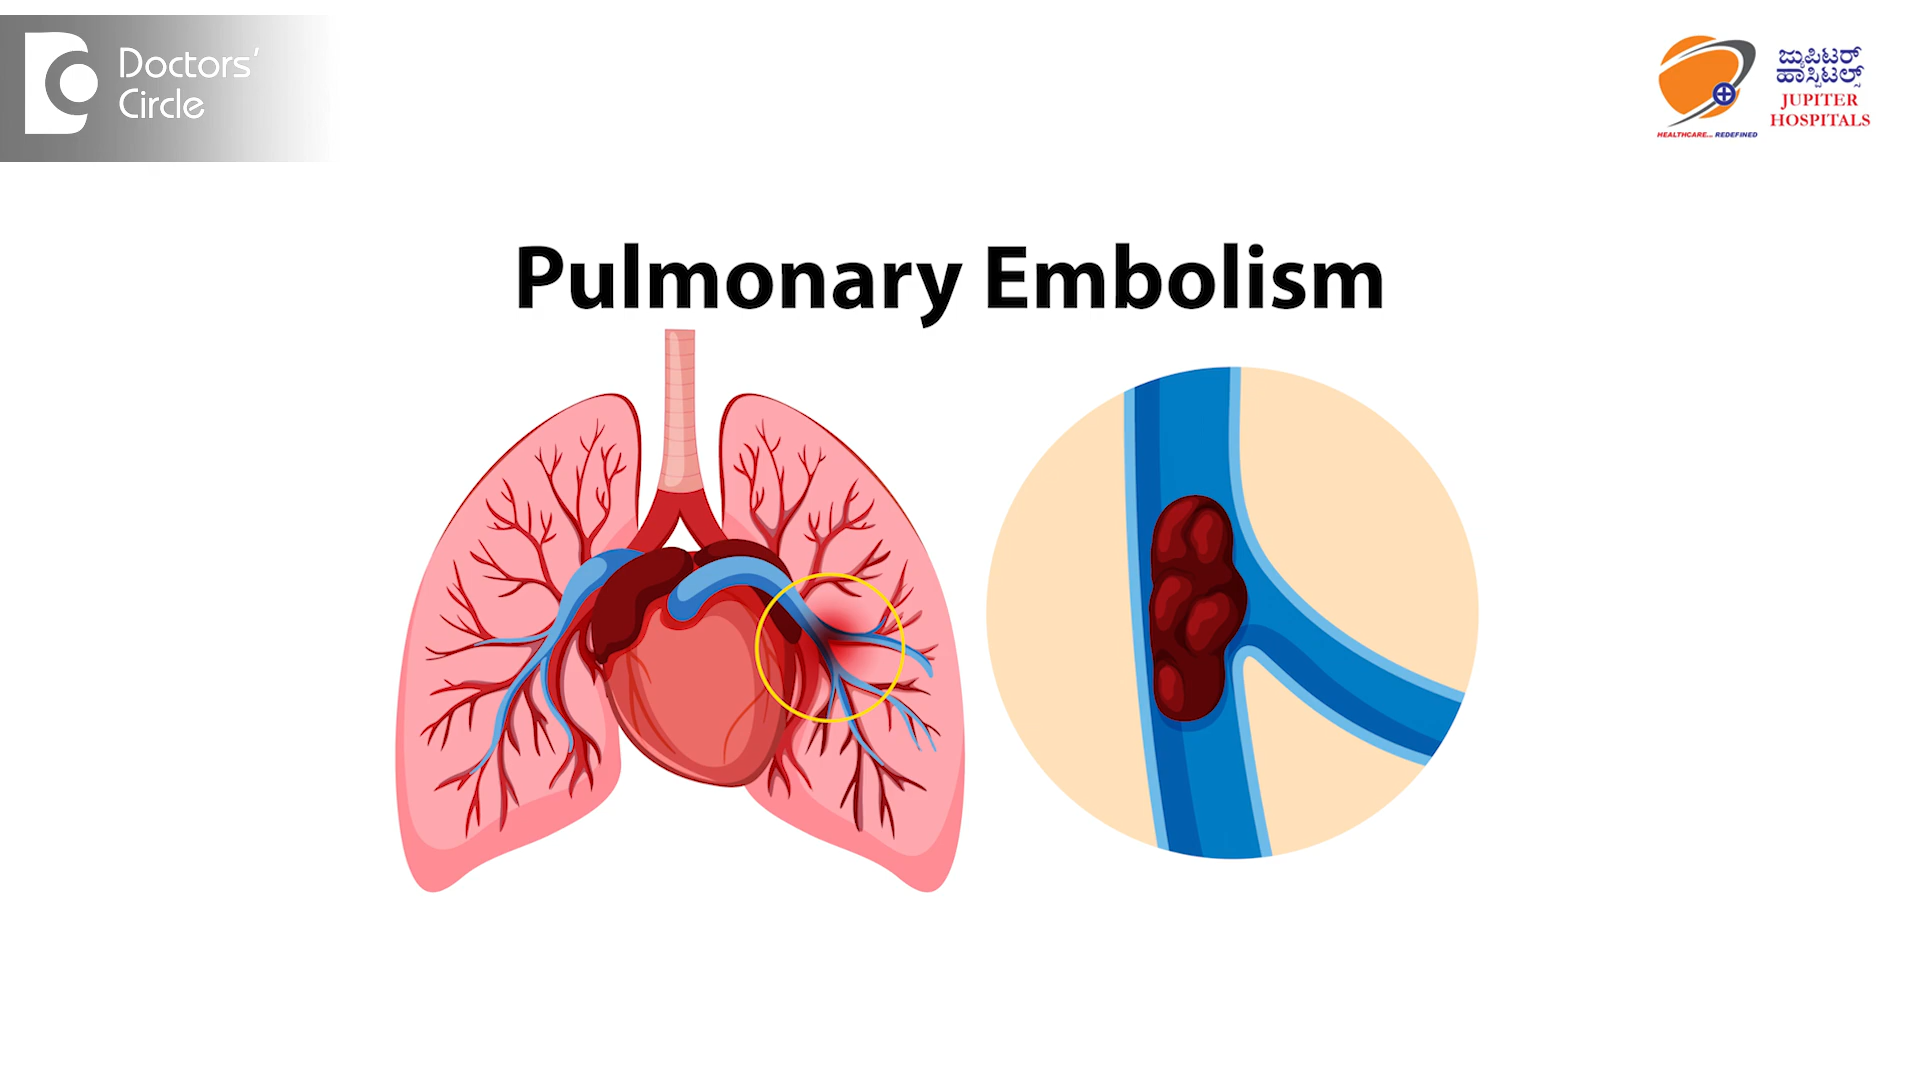 Doctors'
Circle
ಜ್ಯುಪಿಟರ್
ಹಾಸ್ಪಿಟಲ್ಸ್
JUPITER
HOSPITALS
HEALTHCARE... REDEFINED
Pulmonary Embolism